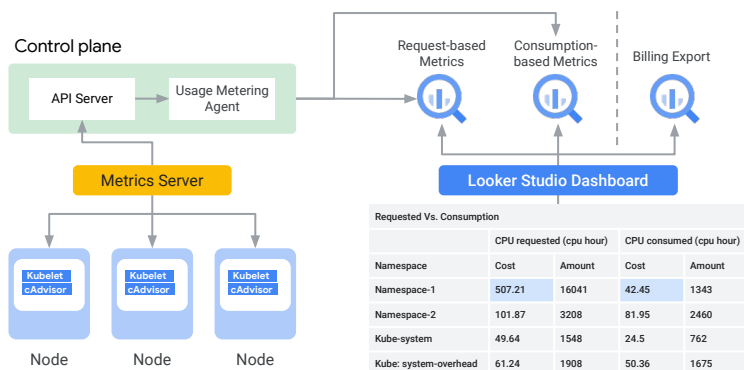 Control plane
API Server
Usage Metering
Agent
Request-based
Metrics
Consumption-
based Metrics
Billing Export
Metrics Server
Looker Studio Dashboard
Kubelet
cAdvisor
Kubelet
cAdvisor
Kubelet
cAdvisor
Node
Node
Node
Requested Vs. Consumption
CPU requested (cpu hour) CPU consumed (cpu hour)
Namespace Cost Amount Cost Amount
Namespace-1 507.21 16041 42.45 1343
Namespace-2 101.87 3208 81.95 2460
Kube-system 49.64 1548 24.5 762
Kube: system-overhead 61.24 1908 50.36 1675